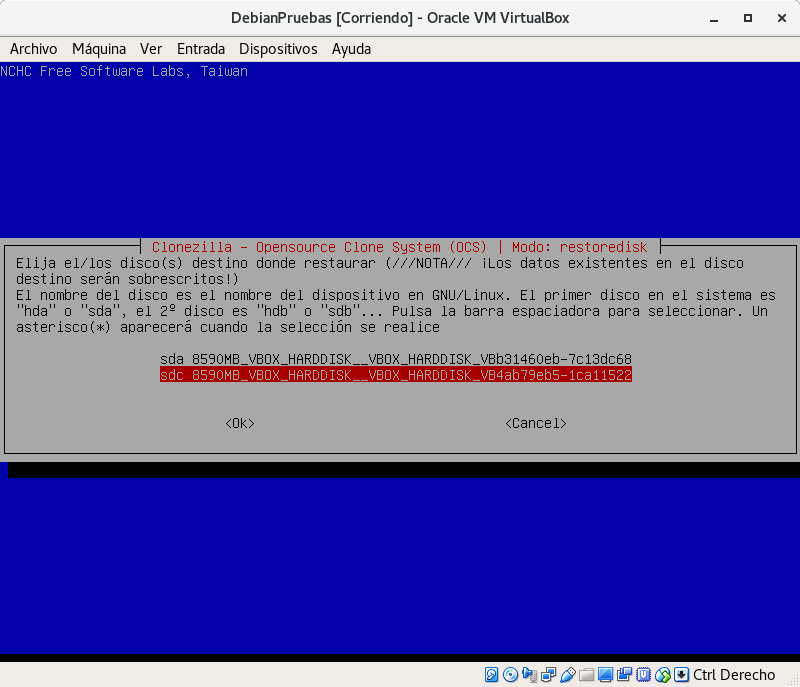 DebianPruebas [Corriendo] - Oracle VM VirtualBox
Archivo Máquina Ver Entrada Dispositivos Ayuda
NCHC Free Software Labs, Taiwan
Clonezilla - Opensource Clone System (OCS) | Modo: restoredisk
Elija el/los disco(s) destino donde restaurar (///NOTA/// ¡Los datos existentes en el disco
destino serán sobrescritos!)
El nombre del disco es el nombre del dispositivo en GNU/Linux. El primer disco en el sistema es
"hda" o "sda", el 2º disco es "hdb" o "sdb"... Pulsa la barra espaciadora para seleccionar. Un
asterisco(*) aparecerá cuando la selección se realice
sda 8590MB_VBOX_HARDDISK__VBOX_HARDDISK_VBb31460eb-7c13dc68
sdc 8590MB_VBOX_HARDDISK__VBOX_HARDDISK_VB4ab79eb5-1ca11522
<Ok> <Cancel>
Ctrl Derecho